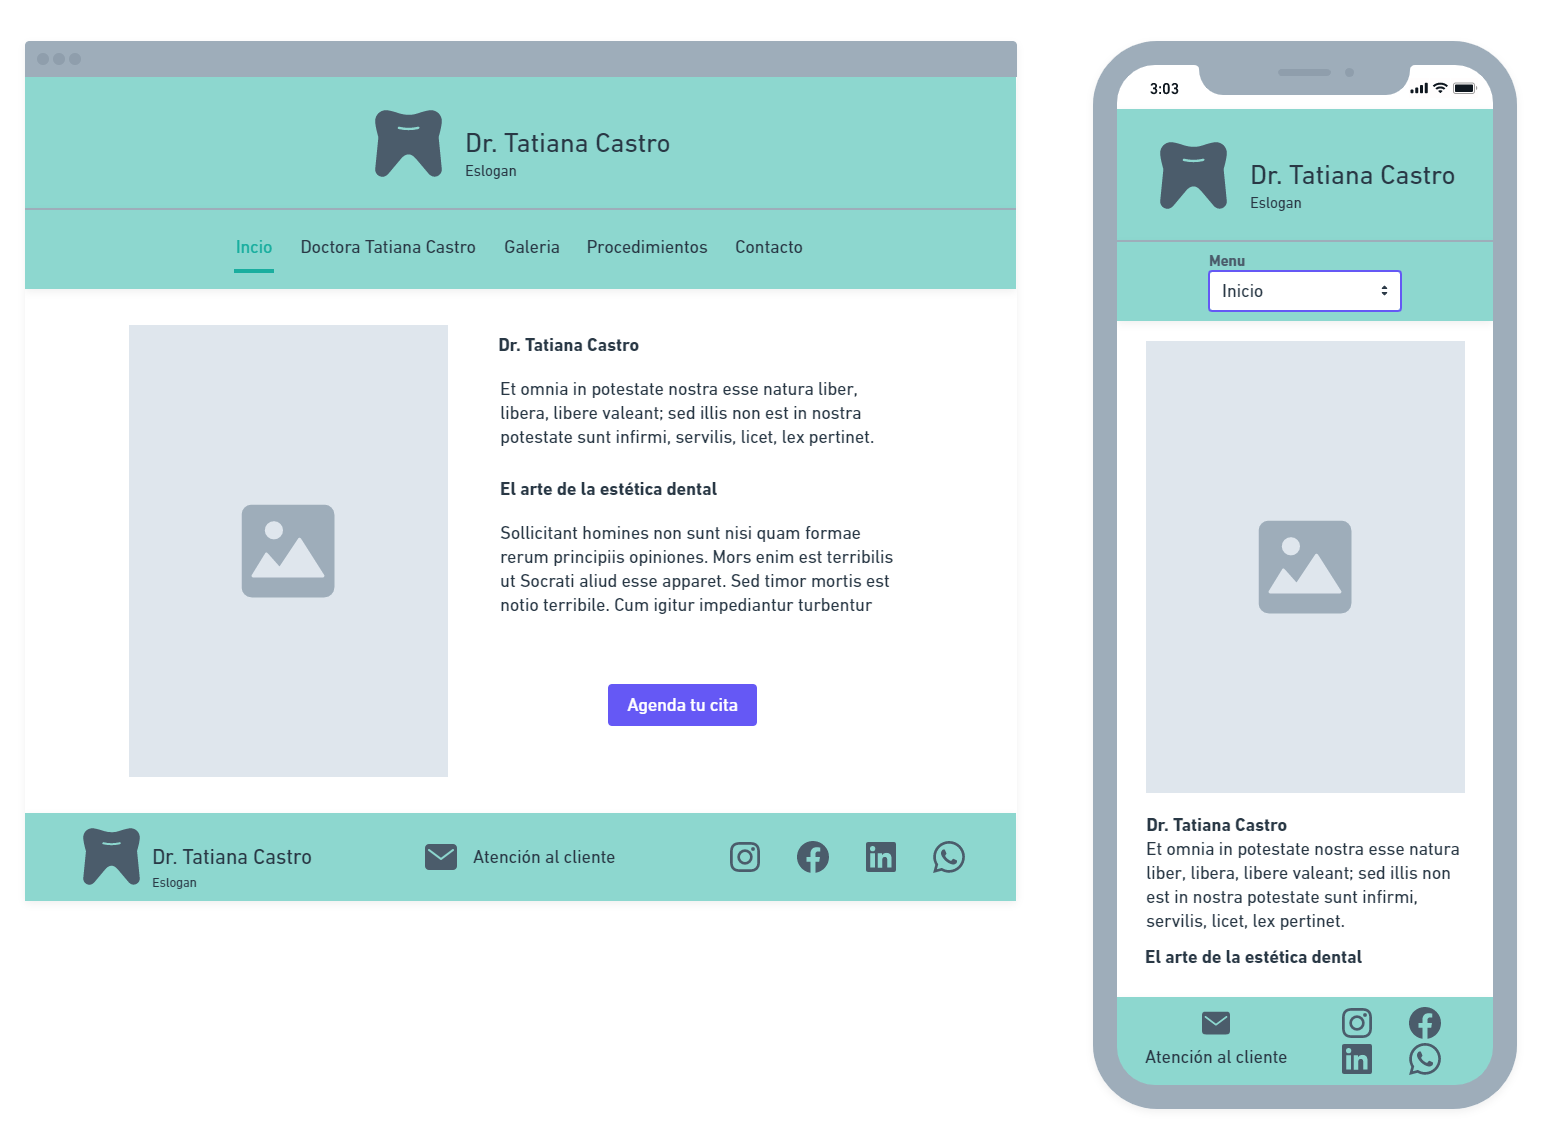 Dr. Tatiana Castro
Eslogan
Incio Doctora Tatiana Castro Galeria Procedimientos Contacto
Dr. Tatiana Castro
Et omnia in potestate nostra esse natura liber,
libera, libere valeant; sed illis non est in nostra
potestate sunt infirmi, servilis, licet, lex pertinet.
El arte de la estética dental
Sollicitant homines non sunt nisi quam formae
rerum principiis opiniones. Mors enim est terribilis
ut Socrati aliud esse apparet. Sed timor mortis est
notio terribile. Cum igitur impediantur turbentur
Agenda tu cita
Dr. Tatiana Castro
Eslogan
Atención al cliente
3:03
Dr. Tatiana Castro
Eslogan
Menu
Inicio
Dr. Tatiana Castro
Et omnia in potestate nostra esse natura
liber, libera, libere valeant; sed illis non
est in nostra potestate sunt infirmi,
servilis, licet, lex pertinet.
El arte de la estética dental
Atención al cliente